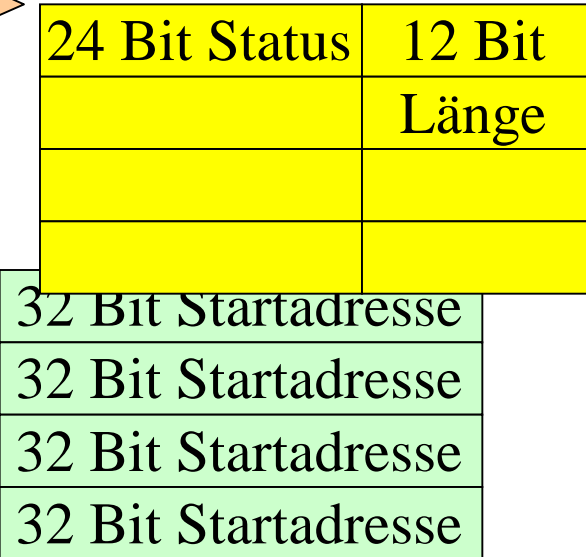 24 Bit Status 12 Bit
Länge
32 Bit Startadresse
32 Bit Startadresse
32 Bit Startadresse
32 Bit Startadresse